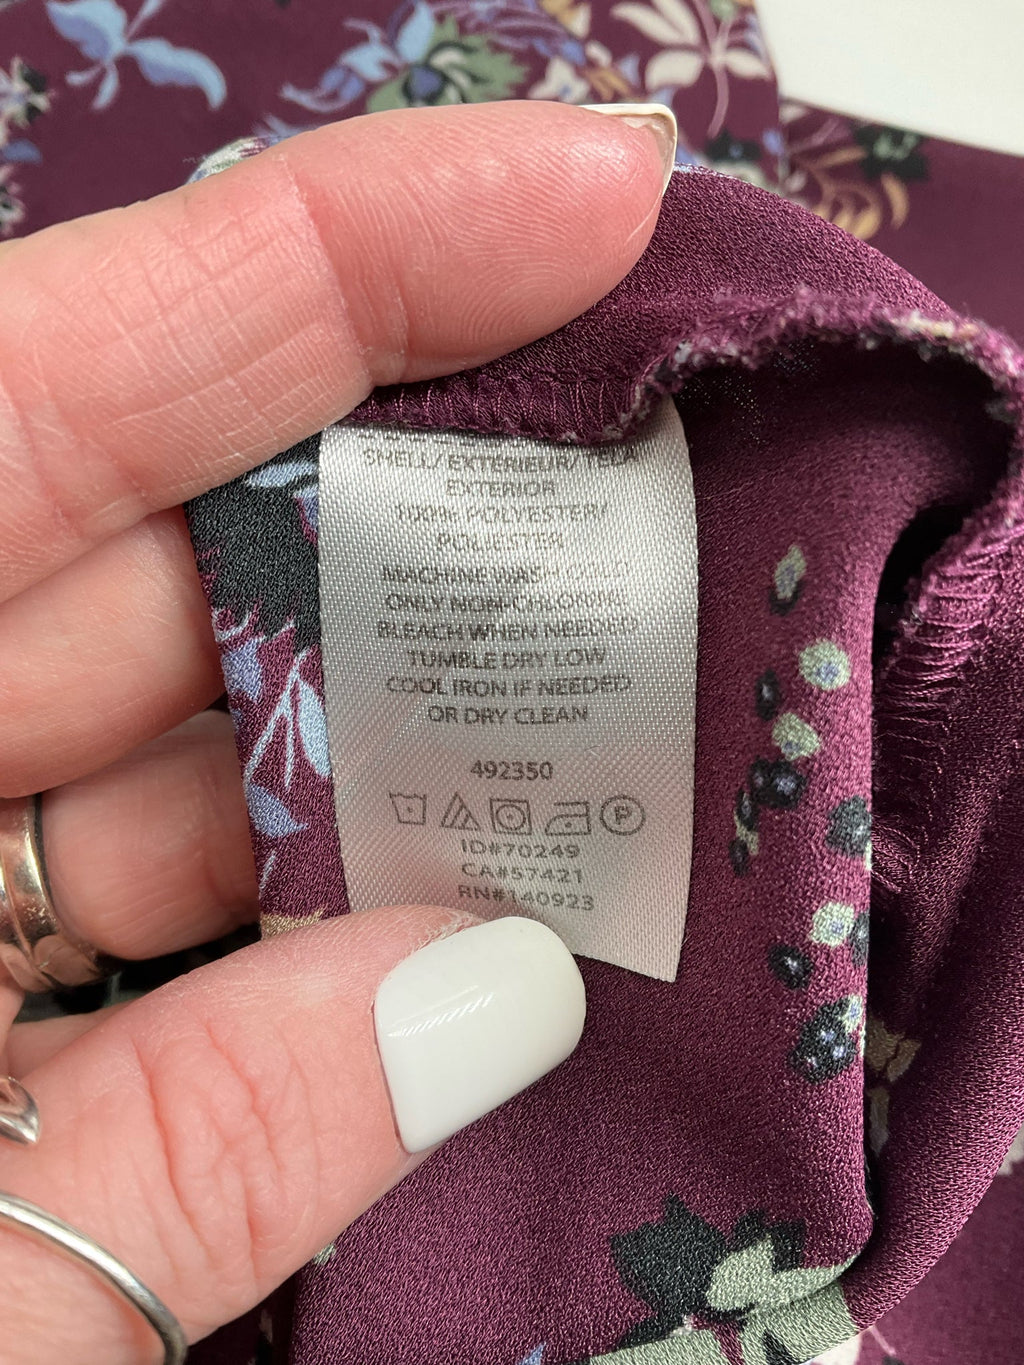 SHELL/ EXTERIEUR/ TELA
EXTERIOR
100% POLYESTER/
POLIESTER
MACHINE WASH COLD
ONLY NON-CHLORINE
BLEACH WHEN NEEDED
TUMBLE DRY LOW
COOL IRON IF NEEDED
OR DRY CLEAN
492350
P
ID#70249
CA#57421
RN#140923